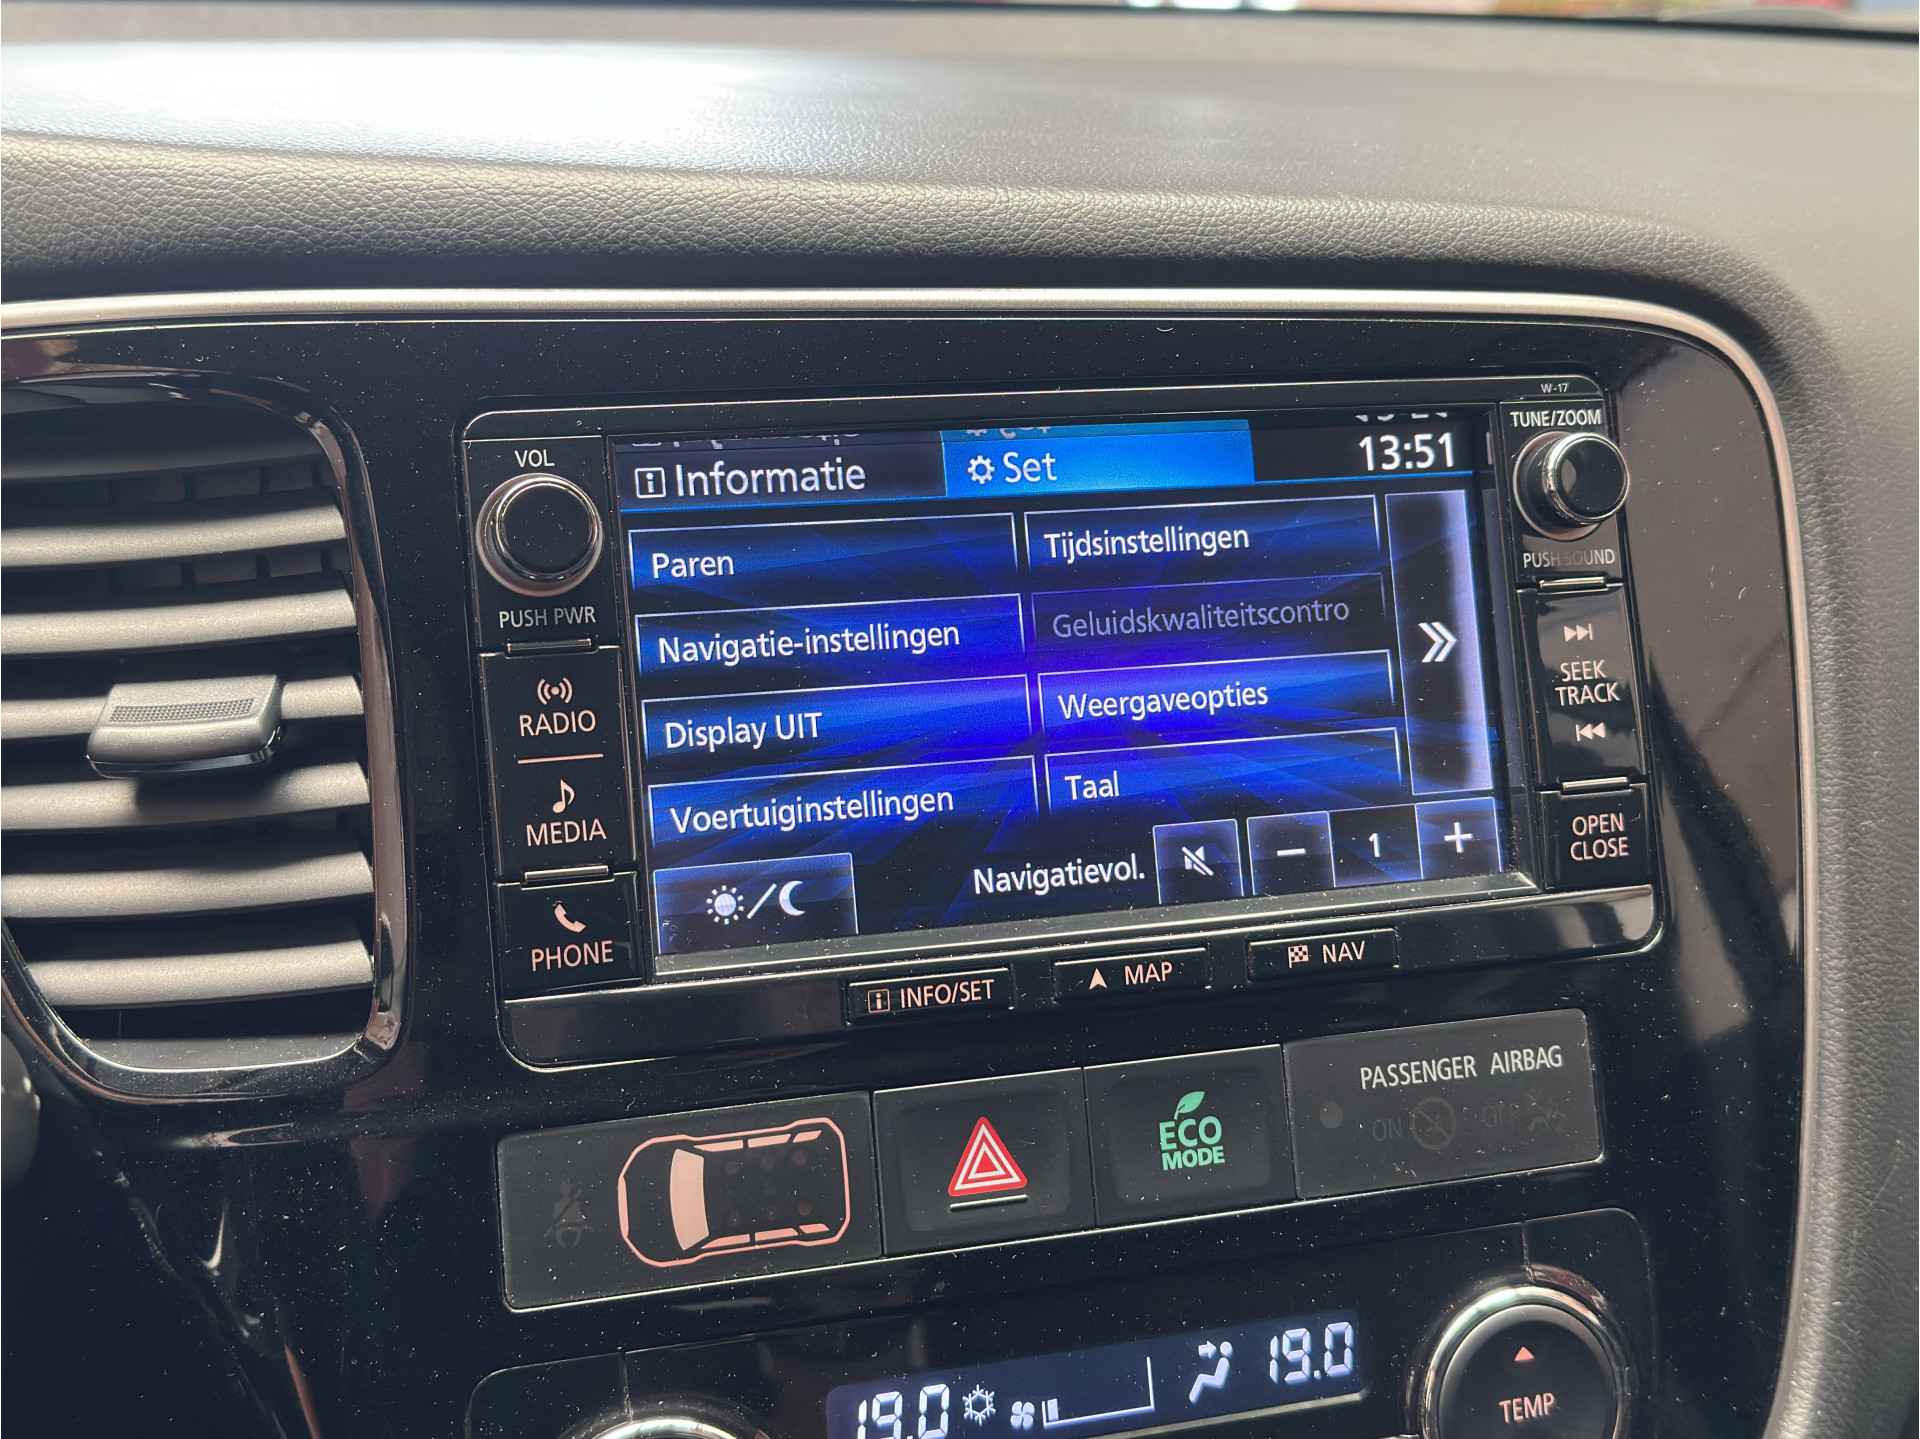 W-17
VOL
TUNE/ZOOM
Informatie
Set
13:51
PUSH PWR
PUSH SOUND
Paren
Tijdsinstellingen
Navigatie-instellingen
Geluidskwaliteitscontro
Display UIT
Weergaveopties
Voertuiginstellingen
Taal
Navigatievol.
−
1
+
RADIO
MEDIA
PHONE
SEEK
TRACK
OPEN
CLOSE
i INFO/SET
MAP
NAV
ECO
MODE
PASSENGER AIRBAG
ON
OFF
19.0
19.0
TEMP